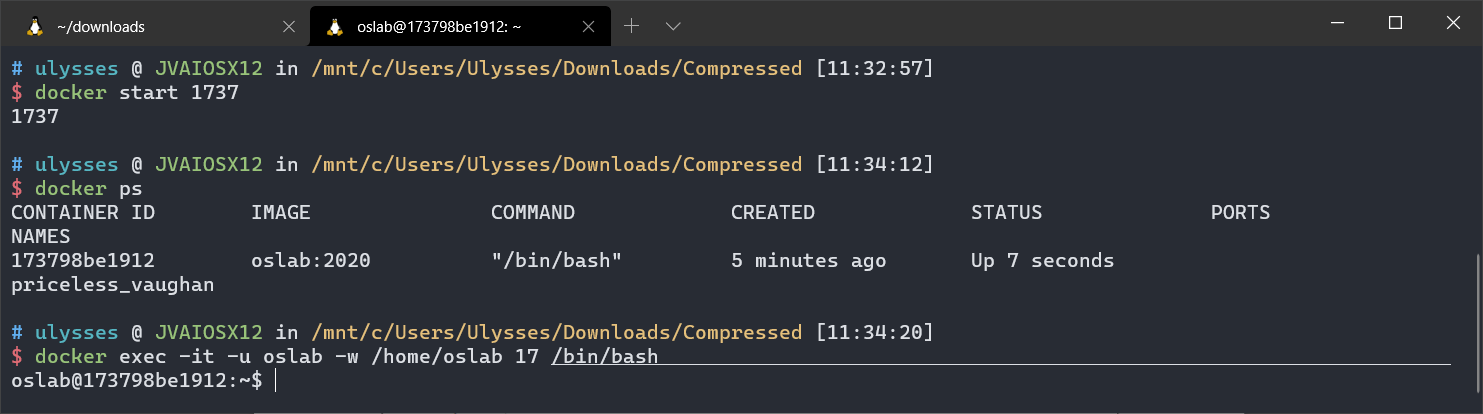 ~/downloads
oslab@173798be1912: ~
# ulysses @ JVAIOSX12 in /mnt/c/Users/Ulysses/Downloads/Compressed [11:32:57]
$ docker start 1737
1737
# ulysses @ JVAIOSX12 in /mnt/c/Users/Ulysses/Downloads/Compressed [11:34:12]
$ docker ps
CONTAINER ID IMAGE COMMAND CREATED STATUS PORTS
NAMES
173798be1912 oslab:2020 "/bin/bash" 5 minutes ago Up 7 seconds
priceless_vaughan
# ulysses @ JVAIOSX12 in /mnt/c/Users/Ulysses/Downloads/Compressed [11:34:20]
$ docker exec -it -u oslab -w /home/oslab 17 /bin/bash
oslab@173798be1912:~$